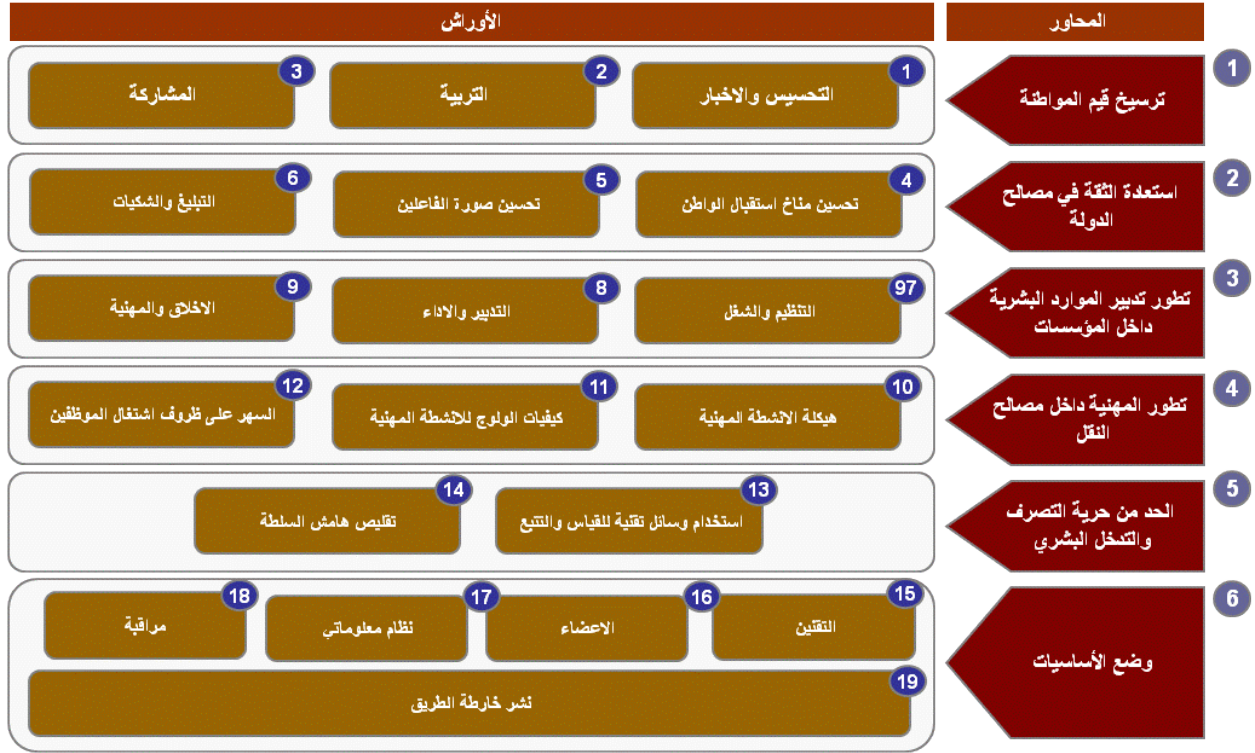 المحاور
الأوراش
1
ترسيخ قيم المواطنة
1
التحسيس والاخبار
2
التربية
3
المشاركة
2
استعدادة الثقة في مصالح
الدولة
4
تحسين مناخ استقبال الواطن
5
تحسين صورة الفاعلين
6
التبليغ والشكيات
3
تطور تدبير الموارد البشرية
داخل المؤسسات
97
التنظيم والشغل
8
التدبير والاداء
9
الاخلاق والمهنية
4
تطور المهنية داخل مصالح
النقل
10
هيكلة الانشطة المهنية
11
كيفيات الولوج للانشطة المهنية
12
السهر على ظروف اشتغال الموظفين
5
الحد من حرية التصرف
والتدخل البشري
13
استخدام وسائل تقنية للقياس والتتبع
14
تقليص هامش السلطة
6
وضع الأساسيات
15
التقنين
16
الاعضاء
17
نظام معلوماتي
18
مراقبة
19
نشر خارطة الطريق